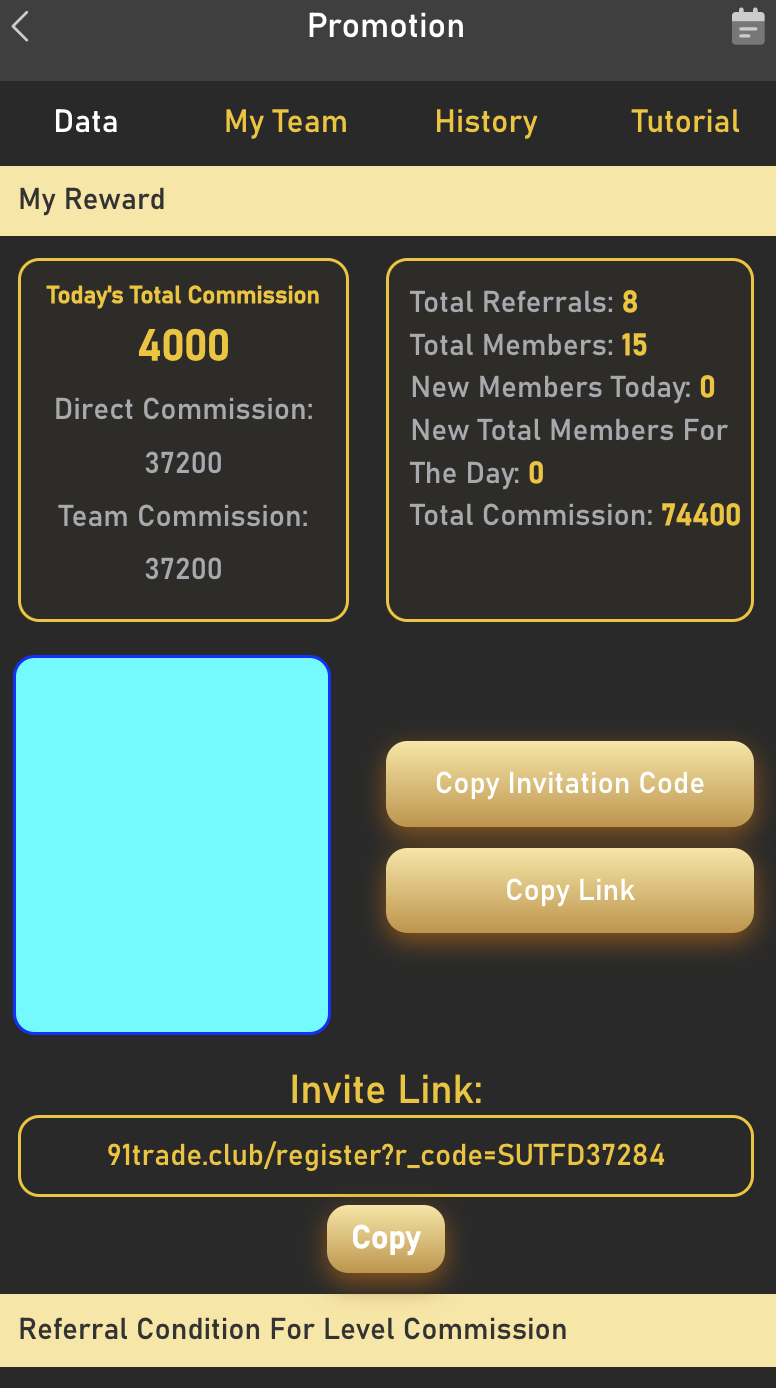 Promotion
Data
My Team
History
Tutorial
My Reward
Today's Total Commission
4000
Direct Commission:
37200
Team Commission:
37200
Total Referrals: 8
Total Members: 15
New Members Today: 0
New Total Members For
The Day: 0
Total Commission: 74400
Copy Invitation Code
Copy Link
Invite Link:
91trade.club/register?r_code=SUTFD37284
Copy
Referral Condition For Level Commission